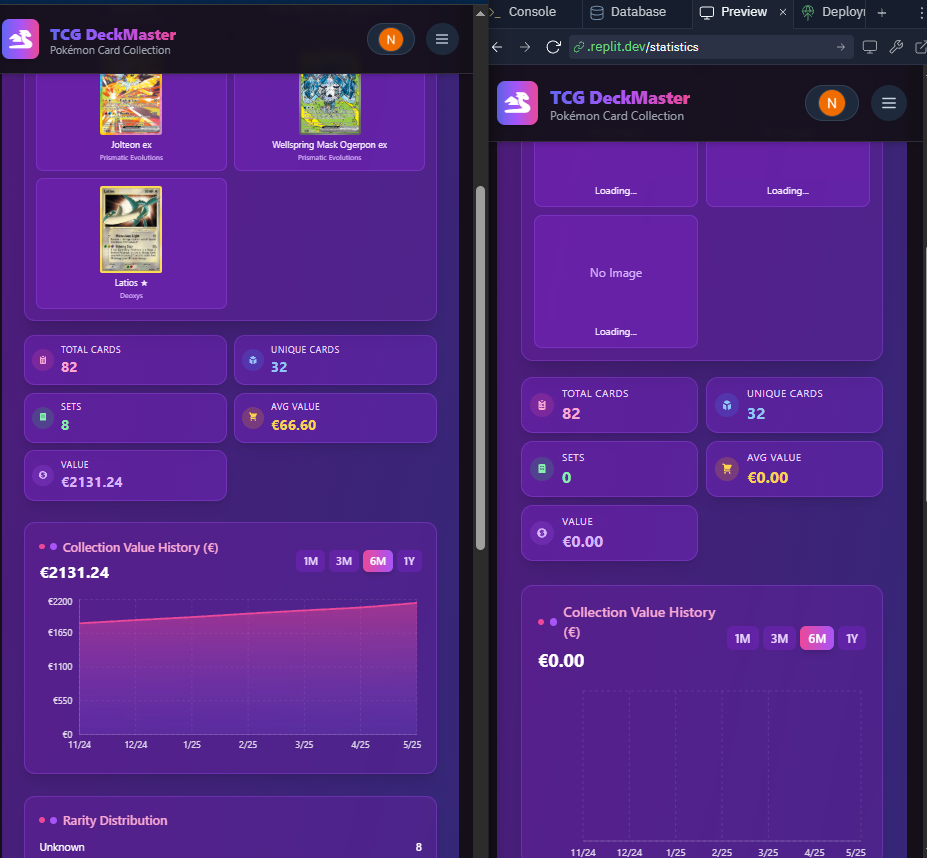 TCG DeckMaster
Pokémon Card Collection
N
Jolteon ex
Prismatic Evolutions
Wellspring Mask Ogerpon ex
Prismatic Evolutions
Latios ★
Deoxys
TOTAL CARDS
82
UNIQUE CARDS
32
SETS
8
AVG VALUE
€66.60
VALUE
€2131.24
Collection Value History (€)
€2131.24
1M 3M 6M 1Y
€2200
€1650
€1100
€550
€0
11/24 12/24 1/25 2/25 3/25 4/25 5/25
Rarity Distribution
Unknown 8
Console Database Preview × Deploy +
.replit.dev/statistics
TCG DeckMaster
Pokémon Card Collection
N
Loading...
Loading...
No Image
Loading...
TOTAL CARDS
82
UNIQUE CARDS
32
SETS
0
AVG VALUE
€0.00
VALUE
€0.00
Collection Value History
(€)
€0.00
1M 3M 6M 1Y
11/24 12/24 1/25 2/25 3/25 4/25 5/25